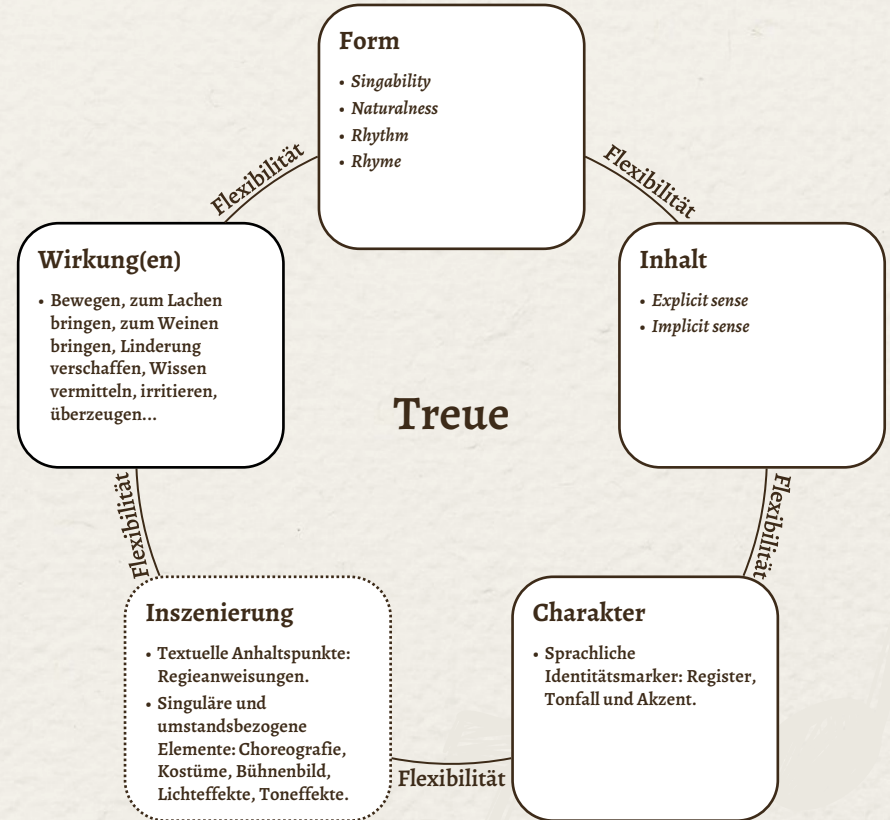 Form
• Singability
• Naturalness
• Rhythm
• Rhyme
Flexibilität
Flexibilität
Wirkung(en)
• Bewegen, zum Lachen
bringen, zum Weinen
bringen, Linderung
verschaffen, Wissen
vermitteln, irritieren,
überzeugen...
Inhalt
• Explicit sense
• Implicit sense
Treue
Flexibilität
Flexibilität
Inszenierung
• Textuelle Anhaltspunkte:
Regieanweisungen.
• Singuläre und
umstandsbezogene
Elemente: Choreografie,
Kostüme, Bühnenbild,
Lichteffekte, Toneffekte.
Flexibilität
Charakter
• Sprachliche
Identitätsmarker: Register,
Tonfall und Akzent.